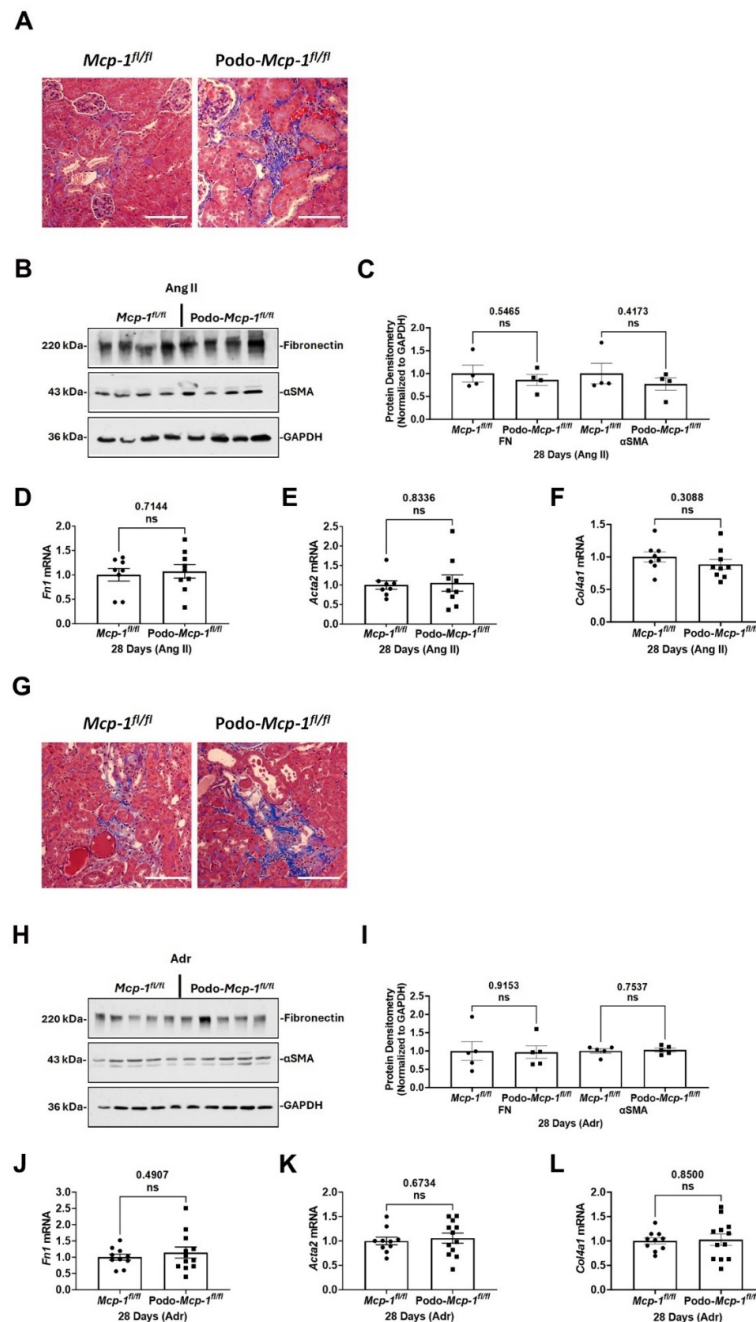 A
Mcp-1fl/fl Podo-Mcp-1fl/fl
B
Ang II
Mcp-1fl/fl Podo-Mcp-1fl/fl
220 kDa- -Fibronectin
43 kDa- -αSMA
36 kDa- -GAPDH
C
0.5465 0.4173
ns ns
Protein Densitometry
(Normalized to GAPDH)
2.0
1.5
1.0
0.5
0.0
Mcp-1fl/fl Podo-Mcp-1fl/fl Mcp-1fl/fl Podo-Mcp-1fl/fl
FN αSMA
28 Days (Ang II)
D
0.7144
ns
Fn1 mRNA
2.0
1.5
1.0
0.5
0.0
Mcp-1fl/fl Podo-Mcp-1fl/fl
28 Days (Ang II)
E
0.8336
ns
Acta2 mRNA
2.5
2.0
1.5
1.0
0.5
0.0
Mcp-1fl/fl Podo-Mcp-1fl/fl
28 Days (Ang II)
F
0.3088
ns
Col4a1 mRNA
1.5
1.0
0.5
0.0
Mcp-1fl/fl Podo-Mcp-1fl/fl
28 Days (Ang II)
G
Mcp-1fl/fl Podo-Mcp-1fl/fl
H
Adr
Mcp-1fl/fl Podo-Mcp-1fl/fl
220 kDa- -Fibronectin
43 kDa- -αSMA
36 kDa- -GAPDH
I
0.9153 0.7537
ns ns
Protein Densitometry
(Normalized to GAPDH)
2.5
2.0
1.5
1.0
0.5
0.0
Mcp-1fl/fl Podo-Mcp-1fl/fl Mcp-1fl/fl Podo-Mcp-1fl/fl
FN αSMA
28 Days (Adr)
J
0.4907
ns
Fn1 mRNA
3.0
2.5
2.0
1.5
1.0
0.5
0.0
Mcp-1fl/fl Podo-Mcp-1fl/fl
28 Days (Adr)
K
0.6734
ns
Acta2 mRNA
2.5
2.0
1.5
1.0
0.5
0.0
Mcp-1fl/fl Podo-Mcp-1fl/fl
28 Days (Adr)
L
0.8500
ns
Col4a1 mRNA
2.0
1.5
1.0
0.5
0.0
Mcp-1fl/fl Podo-Mcp-1fl/fl
28 Days (Adr)